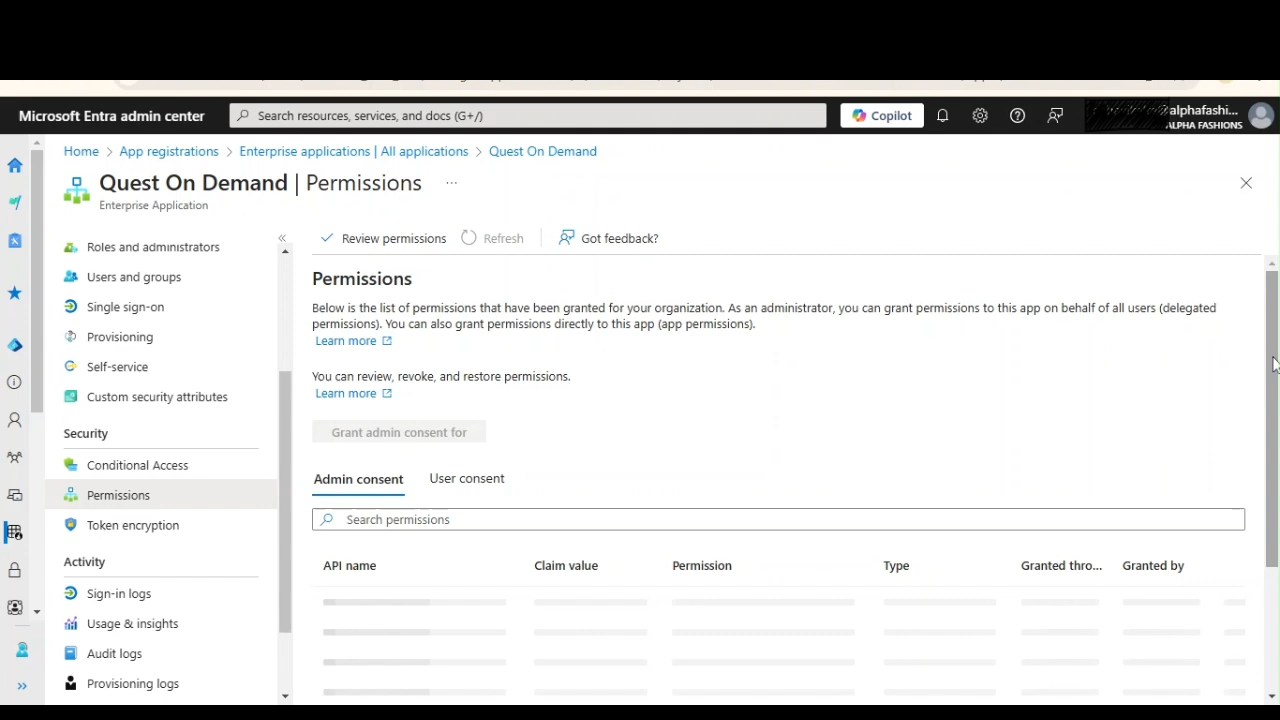 Microsoft Entra admin center
Search resources, services, and docs (G+/)
Copilot
@alphafashi...
ALPHA FASHIONS
Home > App registrations > Enterprise applications | All applications > Quest On Demand
Quest On Demand | Permissions ...
Enterprise Application
Roles and administrators
Users and groups
Single sign-on
Provisioning
Self-service
Custom security attributes
Security
Conditional Access
Permissions
Token encryption
Activity
Sign-in logs
Usage & insights
Audit logs
Provisioning logs
Review permissions
Refresh
Got feedback?
Permissions
Below is the list of permissions that have been granted for your organization. As an administrator, you can grant permissions to this app on behalf of all users (delegated
permissions). You can also grant permissions directly to this app (app permissions).
Learn more
You can review, revoke, and restore permissions.
Learn more
Grant admin consent for
Admin consent
User consent
Search permissions
API name
Claim value
Permission
Type
Granted thro...
Granted by